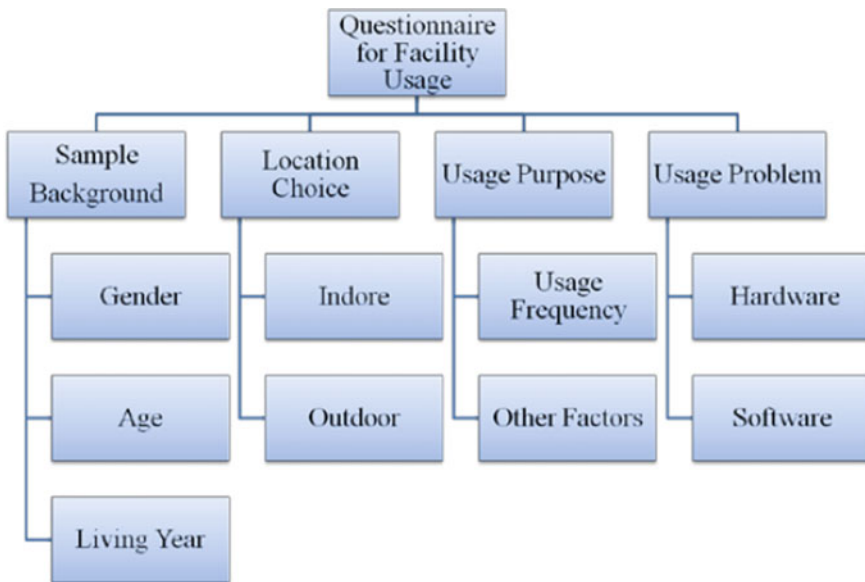 Questionnaire
for Facility
Usage
Sample
Background
Location
Choice
Usage Purpose
Usage Problem
Gender
Indore
Usage
Frequency
Hardware
Age
Outdoor
Other Factors
Software
Living Year